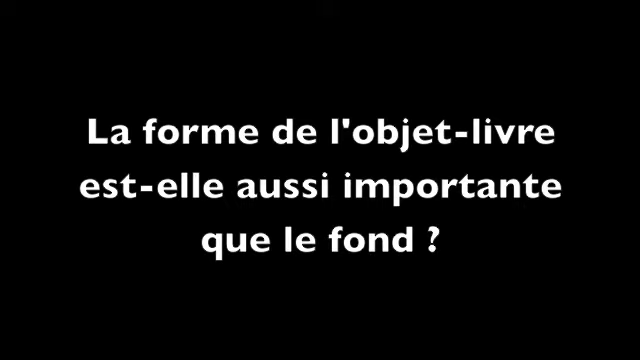 La forme de l'objet-livre
est-elle aussi importante
que le fond ?